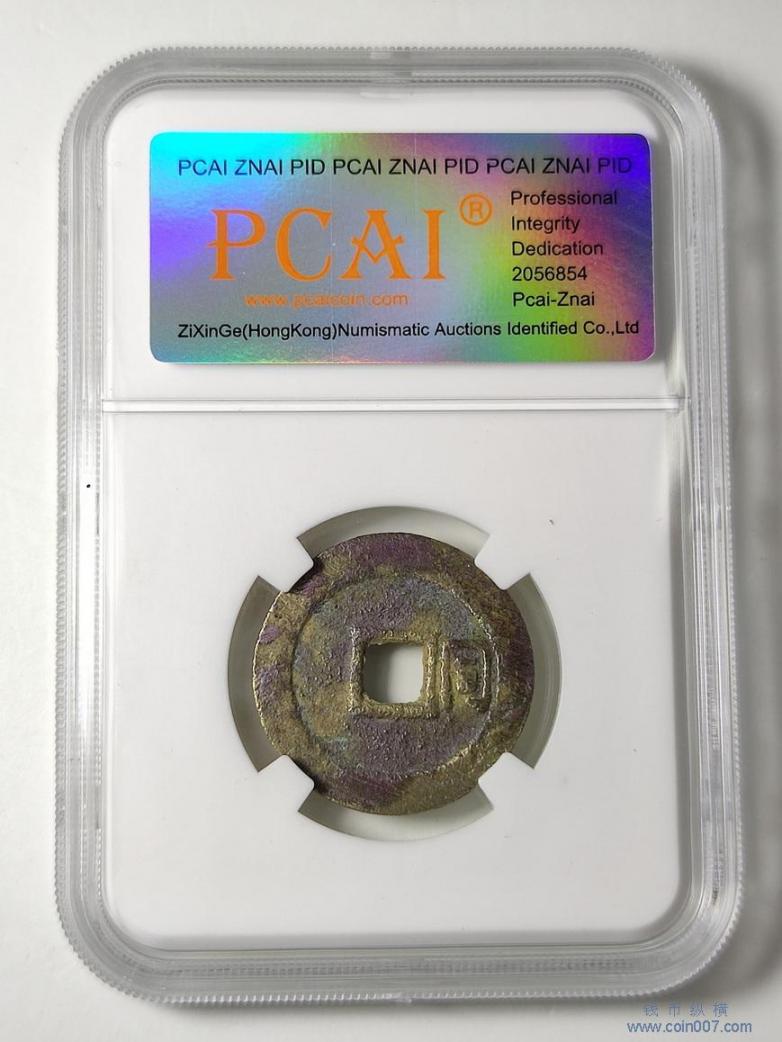 PCAI ZNAI PID PCAI ZNAI PID PCAI ZNAI PID
PCAI®
www.pcaicoin.com
Professional
Integrity
Dedication
2056854
Pcai-Znai
ZiXinGe(HongKong)Numismatic Auctions Identified Co.,Ltd
钱币纵横
www.coin007.com